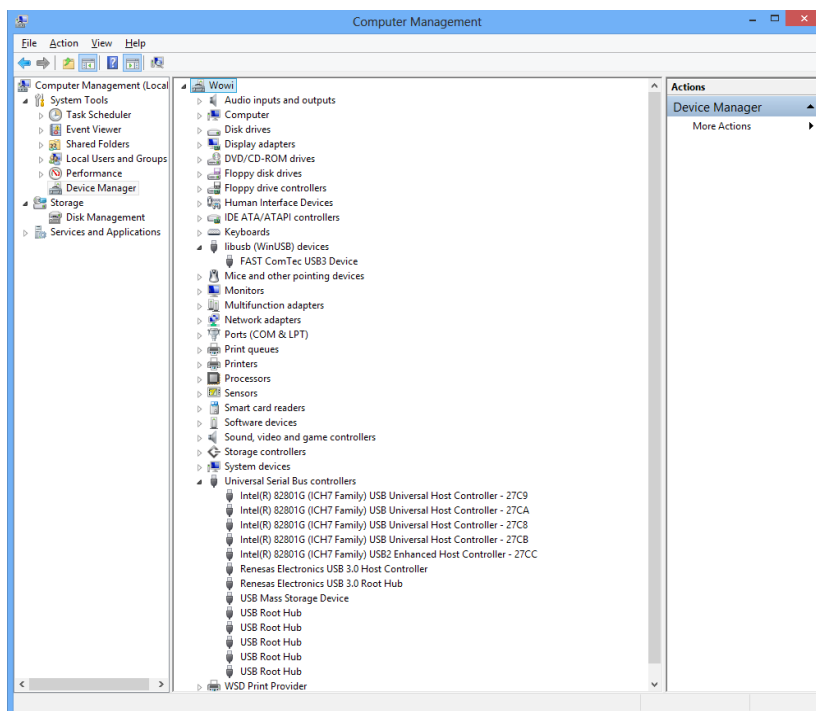 Computer Management
File Action View Help
Computer Management (Local
System Tools
Task Scheduler
Event Viewer
Shared Folders
Local Users and Groups
Performance
Device Manager
Storage
Disk Management
Services and Applications
Wowi
Audio inputs and outputs
Computer
Disk drives
Display adapters
DVD/CD-ROM drives
Floppy disk drives
Floppy drive controllers
Human Interface Devices
IDE ATA/ATAPI controllers
Keyboards
libusb (WinUSB) devices
FAST ComTec USB3 Device
Mice and other pointing devices
Monitors
Multifunction adapters
Network adapters
Ports (COM & LPT)
Print queues
Printers
Processors
Sensors
Smart card readers
Software devices
Sound, video and game controllers
Storage controllers
System devices
Universal Serial Bus controllers
Intel(R) 82801G (ICH7 Family) USB Universal Host Controller - 27C9
Intel(R) 82801G (ICH7 Family) USB Universal Host Controller - 27CA
Intel(R) 82801G (ICH7 Family) USB Universal Host Controller - 27C8
Intel(R) 82801G (ICH7 Family) USB Universal Host Controller - 27CB
Intel(R) 82801G (ICH7 Family) USB2 Enhanced Host Controller - 27CC
Renesas Electronics USB 3.0 Host Controller
Renesas Electronics USB 3.0 Root Hub
USB Mass Storage Device
USB Root Hub
USB Root Hub
USB Root Hub
USB Root Hub
USB Root Hub
WSD Print Provider
Actions
Device Manager
More Actions